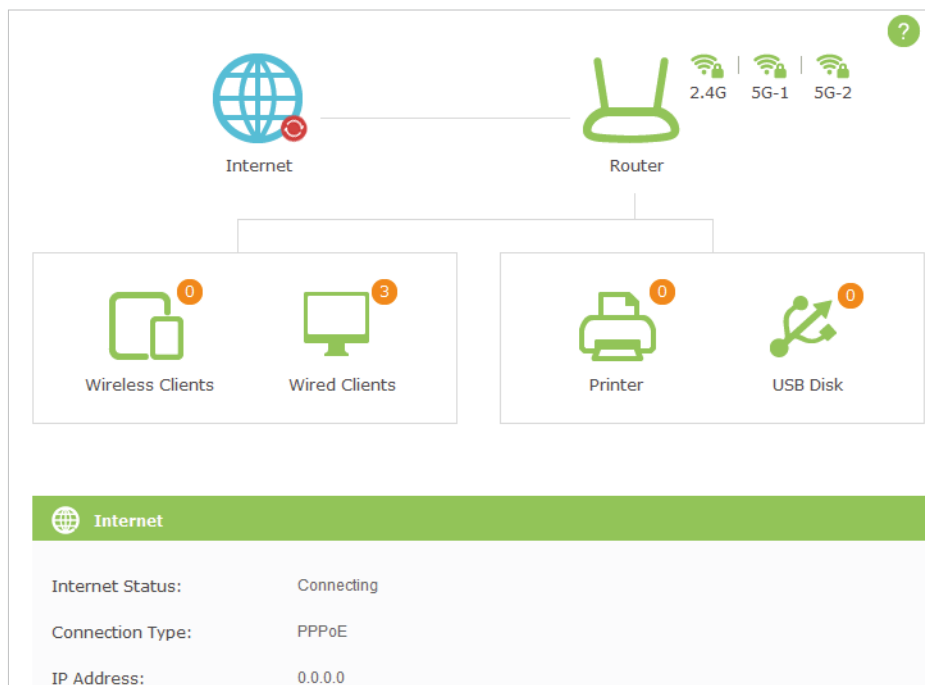 ?
2.4G | 5G-1 | 5G-2
Internet
Router
0
3
0
0
Wireless Clients
Wired Clients
Printer
USB Disk
Internet
Internet Status: Connecting
Connection Type: PPPoE
IP Address: 0.0.0.0